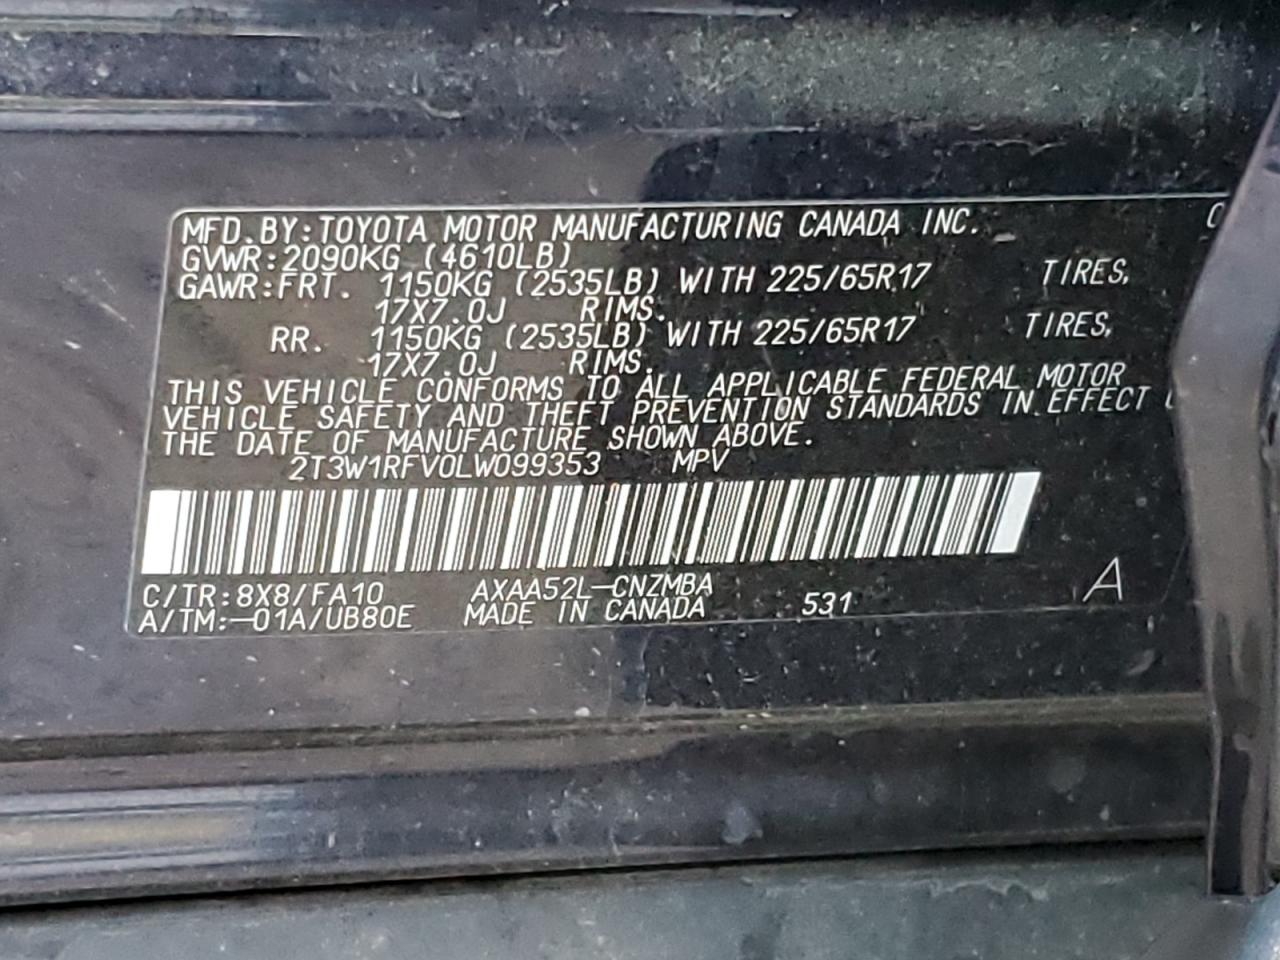 MFD. BY: TOYOTA MOTOR MANUFACTURING CANADA INC.
GVWR: 2090KG (4610LB)
GAWR: FRT. 1150KG (2535LB) WITH 225/65R17 TIRES,
17X7.0J RIMS.
RR. 1150KG (2535LB) WITH 225/65R17 TIRES,
17X7.0J RIMS.
THIS VEHICLE CONFORMS TO ALL APPLICABLE FEDERAL MOTOR
VEHICLE SAFETY AND THEFT PREVENTION STANDARDS IN EFFECT
THE DATE OF MANUFACTURE SHOWN ABOVE.
2T3W1RFV0LW099353 MPV
C/TR: 8X8/FA10 AXAA52L-CNZMBA
A/TM:-01A/UB80E MADE IN CANADA 531 A